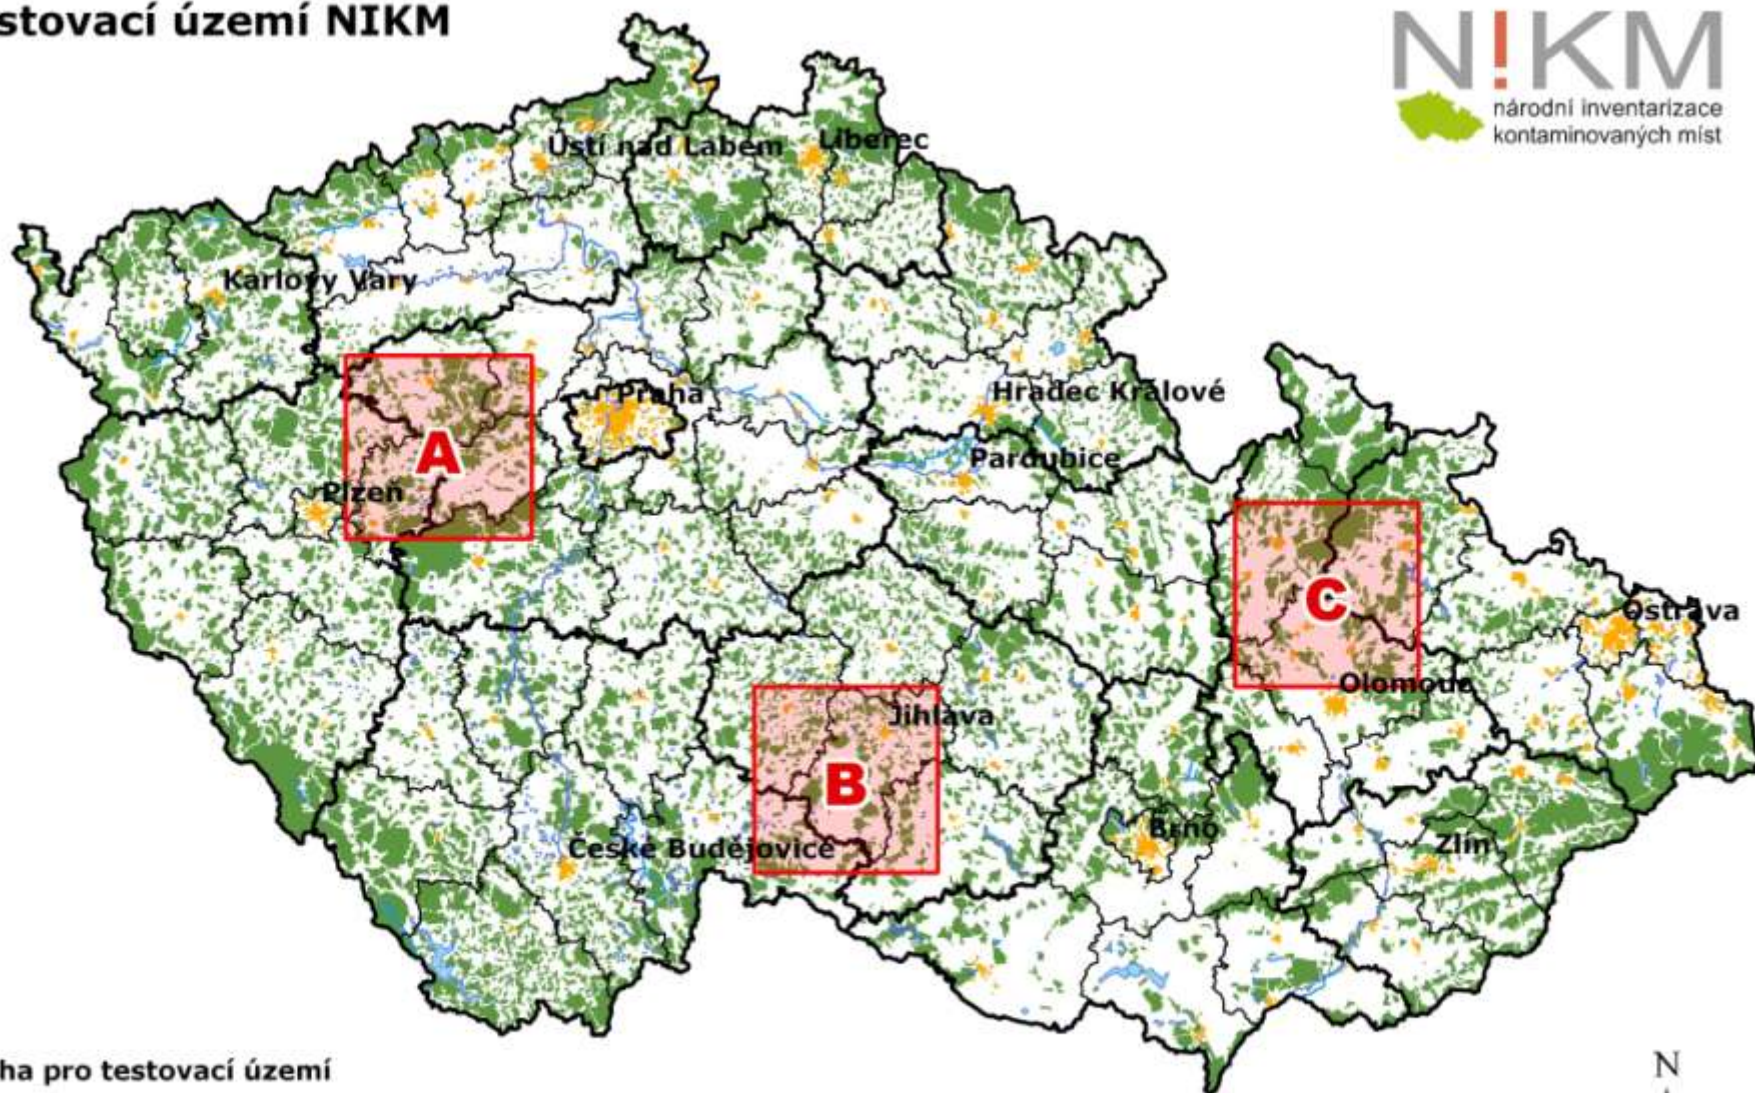 stovací území NIKM
N!KM
národní inventarizace
kontaminovaných míst
Liberec
Ústí nad Labem
Karlovy Vary
Praha
Hradec Králové
Pardubice
A
Plzeň
C
Ostrava
Olomouc
Jihlava
B
Brno
Zlín
České Budějovice
ha pro testovací území
N